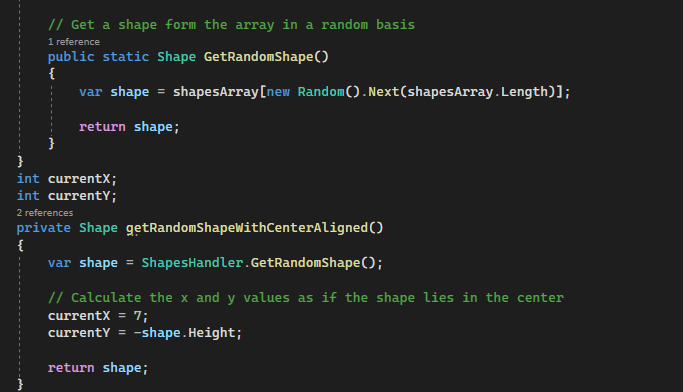 // Get a shape form the array in a random basis
1 reference
public static Shape GetRandomShape()
{
var shape = shapesArray[new Random().Next(shapesArray.Length)];
return shape;
}
}
int currentX;
int currentY;
2 references
private Shape getRandomShapeWithCenterAligned()
{
var shape = ShapesHandler.GetRandomShape();
// Calculate the x and y values as if the shape lies in the center
currentX = 7;
currentY = -shape.Height;
return shape;
}